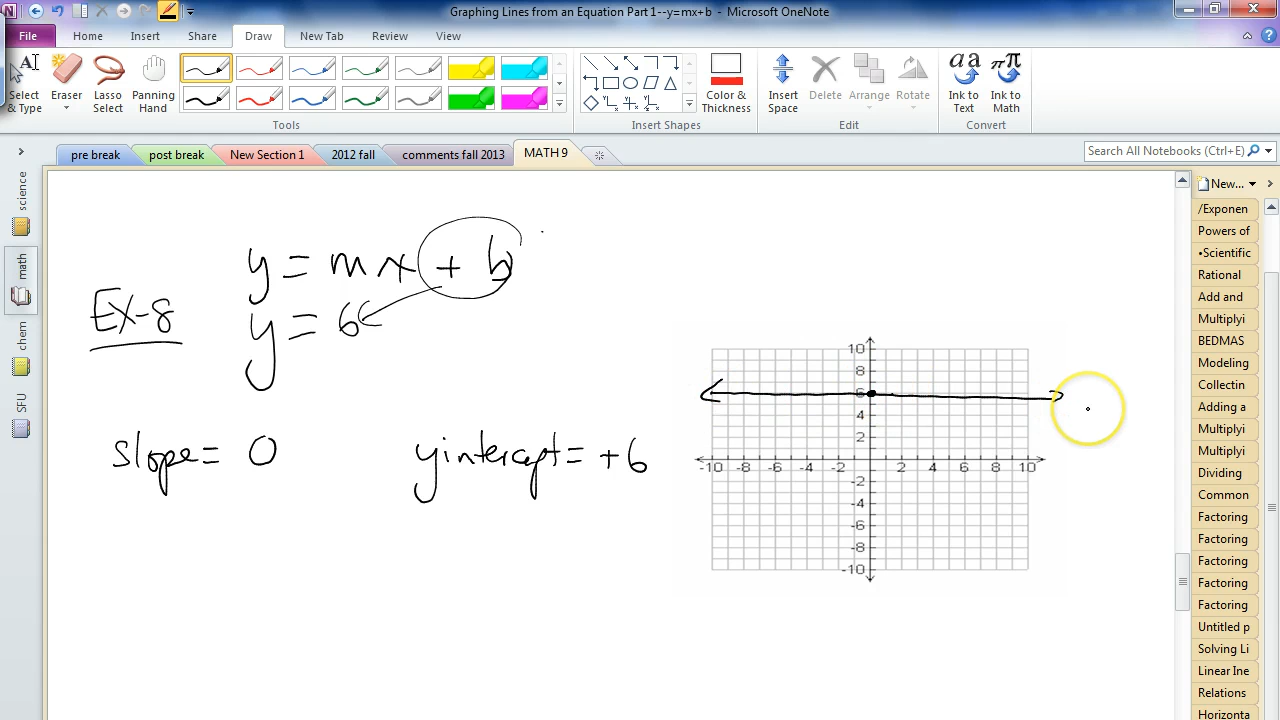 Graphing Lines from an Equation Part 1--y=mx+b - Microsoft OneNote
File Home Insert Share Draw New Tab Review View
Select & Type
Eraser
Lasso Select
Panning Hand
Color & Thickness
Insert Space
Delete
Arrange
Rotate
Ink to Text
Ink to Math
Tools Insert Shapes Edit Convert
pre break post break New Section 1 2012 fall comments fall 2013 MATH 9
Search All Notebooks (Ctrl+E)
science
math
chem
SFU
New...
/Exponen
Powers of
•Scientific
Rational
Add and
Multiplyi
BEDMAS
Modeling
Collectin
Adding a
Multiplyi
Multiplyi
Dividing
Common
Factoring
Factoring
Factoring
Factoring
Factoring
Untitled p
Solving Li
Linear Ine
Relations
Horizonta
y = mx + b
EX-8
y = 6
slope = 0
yintercept = +6
10
8
6
4
2
-10 -8 -6 -4 -2 2 4 6 8 10
-2
-4
-6
-8
-10